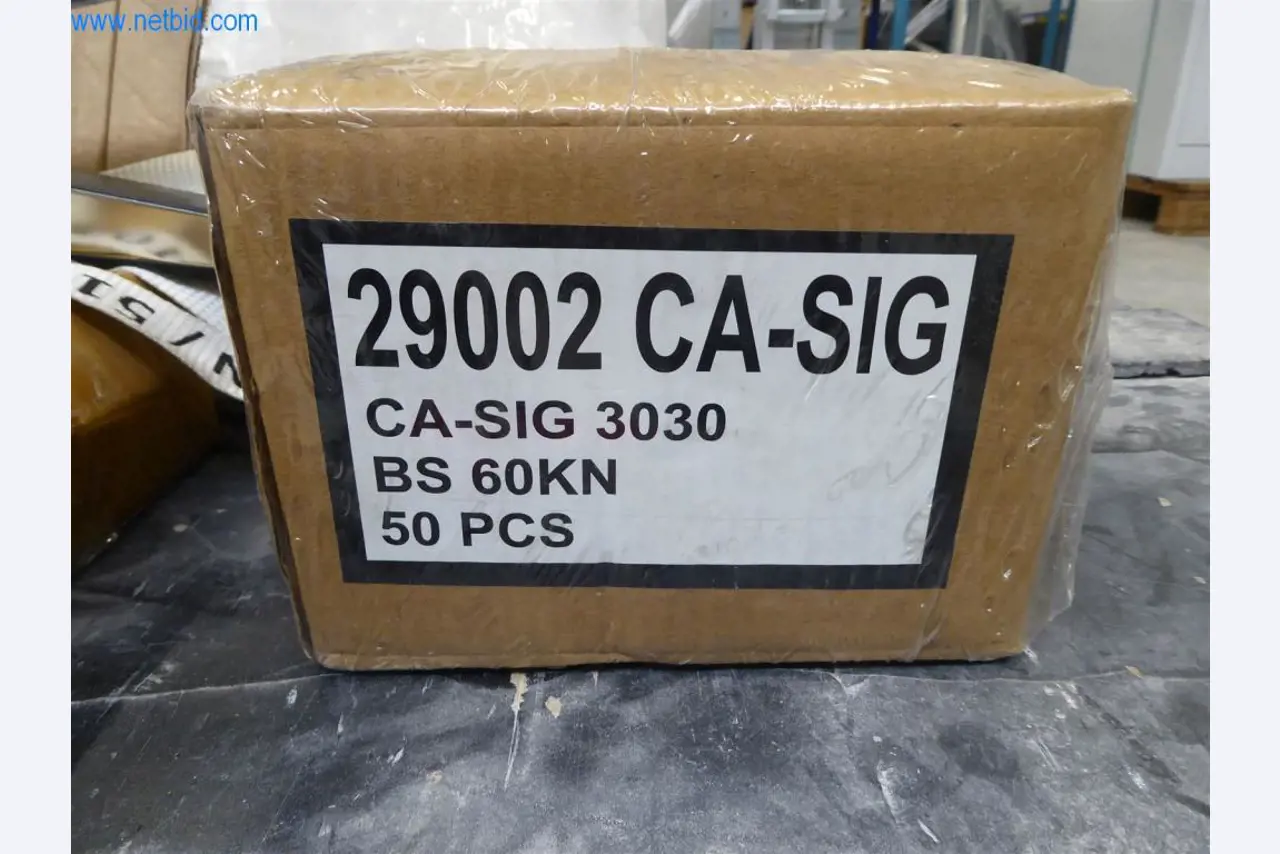 www.netbid.com
29002 CA-SIG
CA-SIG 3030
BS 60KN
50 PCS